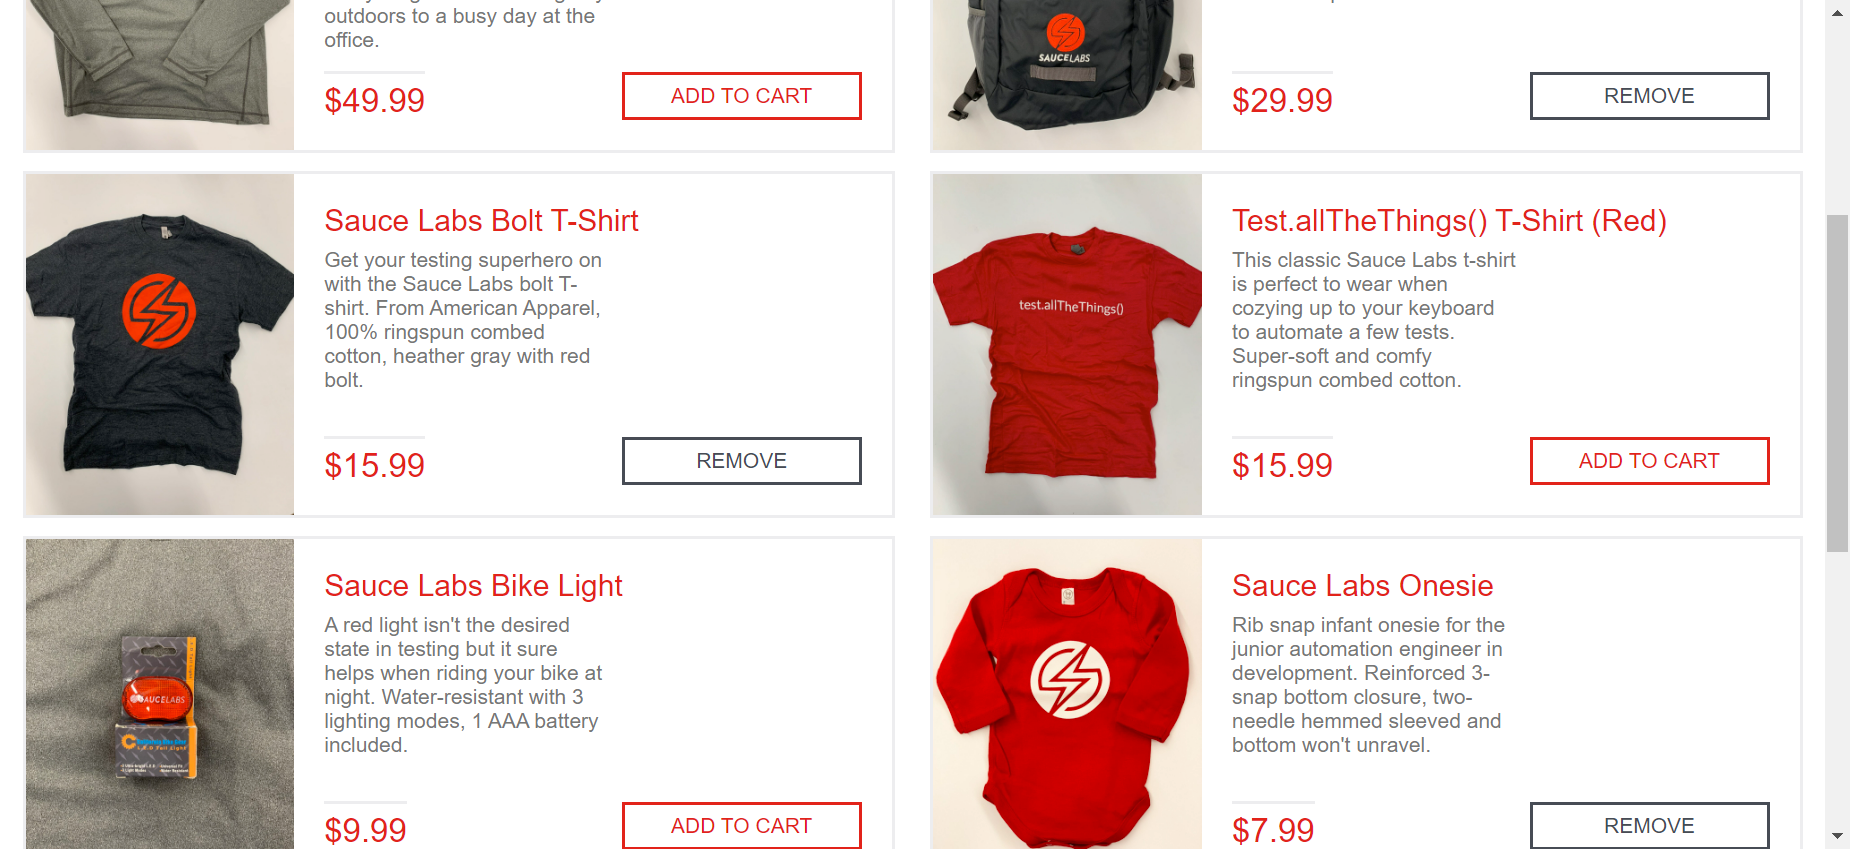 outdoors to a busy day at the
office.
$49.99
ADD TO CART
SAUCELABS
$29.99
REMOVE
Sauce Labs Bolt T-Shirt
Get your testing superhero on
with the Sauce Labs bolt T-
shirt. From American Apparel,
100% ringspun combed
cotton, heather gray with red
bolt.
$15.99
REMOVE
test.allTheThings()
Test.allTheThings() T-Shirt (Red)
This classic Sauce Labs t-shirt
is perfect to wear when
cozying up to your keyboard
to automate a few tests.
Super-soft and comfy
ringspun combed cotton.
$15.99
ADD TO CART
SAUCELABS
L.E.D Tail Light
Sauce Labs Bike Light
A red light isn't the desired
state in testing but it sure
helps when riding your bike at
night. Water-resistant with 3
lighting modes, 1 AAA battery
included.
$9.99
ADD TO CART
Sauce Labs Onesie
Rib snap infant onesie for the
junior automation engineer in
development. Reinforced 3-
snap bottom closure, two-
needle hemmed sleeved and
bottom won't unravel.
$7.99
REMOVE